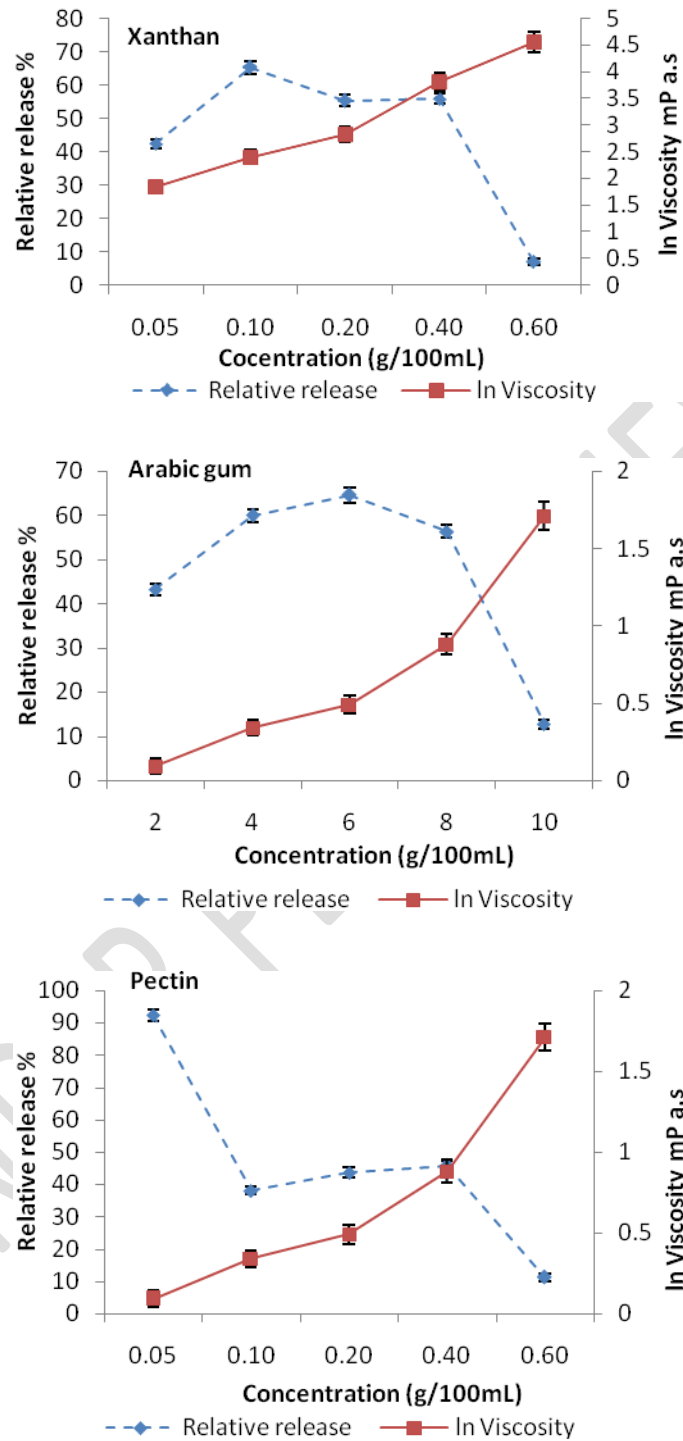 Xanthan
Relative release %
80
70
60
50
40
30
20
10
0
5
4.5
4
3.5
3
2.5
2
1.5
1
0.5
0
ln Viscosity mP a.s
0.05 0.10 0.20 0.40 0.60
Cocentration (g/100mL)
Relative release ln Viscosity
Arabic gum
Relative release %
70
60
50
40
30
20
10
0
2
1.5
1
0.5
0
ln Viscosity mP a.s
2 4 6 8 10
Concentration (g/100mL)
Relative release ln Viscosity
Pectin
Relative release %
100
90
80
70
60
50
40
30
20
10
0
2
1.5
1
0.5
0
ln Viscosity mP a.s
0.05 0.10 0.20 0.40 0.60
Concentration (g/100mL)
Relative release ln Viscosity